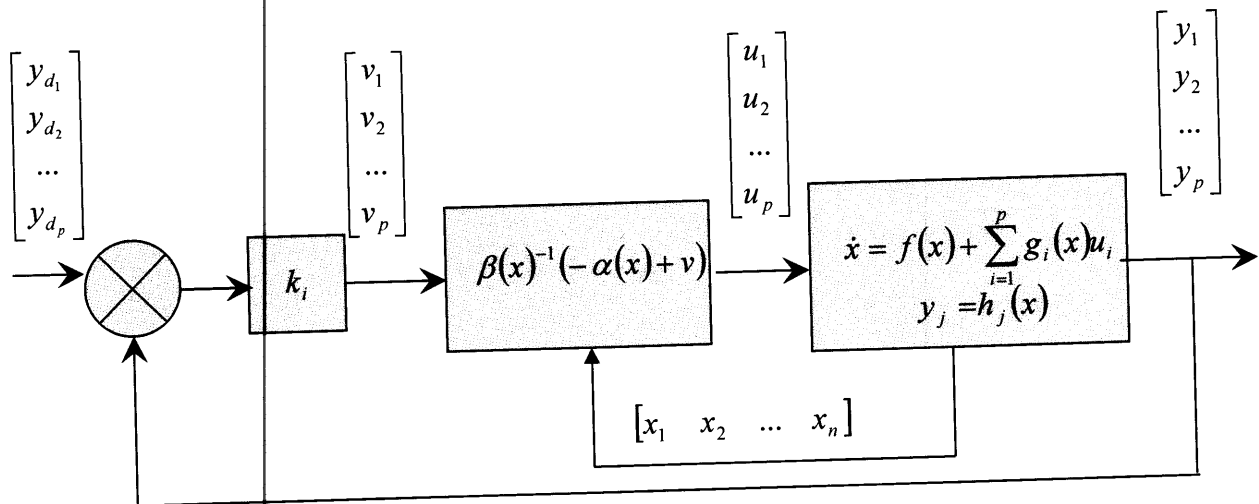 [y_{d_1} y_{d_2} ... y_{d_p}]
[v_1 v_2 ... v_p]
[u_1 u_2 ... u_p]
[y_1 y_2 ... y_p]
k_i
β(x)^{-1}(-α(x)+v)
ẋ = f(x)+∑_{i=1}^{p} g_i(x)u_i
y_j=h_j(x)
[x_1 x_2 ... x_n]